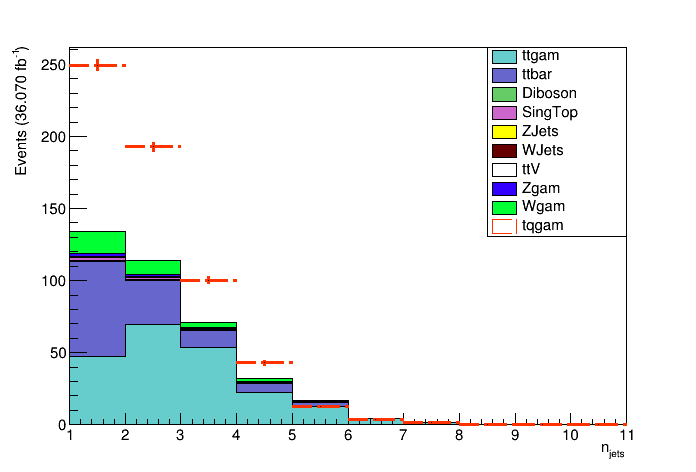 Events (36.070 fb⁻¹)
250
200
150
100
50
0
ttgam
ttbar
Diboson
SingTop
ZJets
WJets
ttV
Zgam
Wgam
tqgam
1 2 3 4 5 6 7 8 9 10 11
n_jets